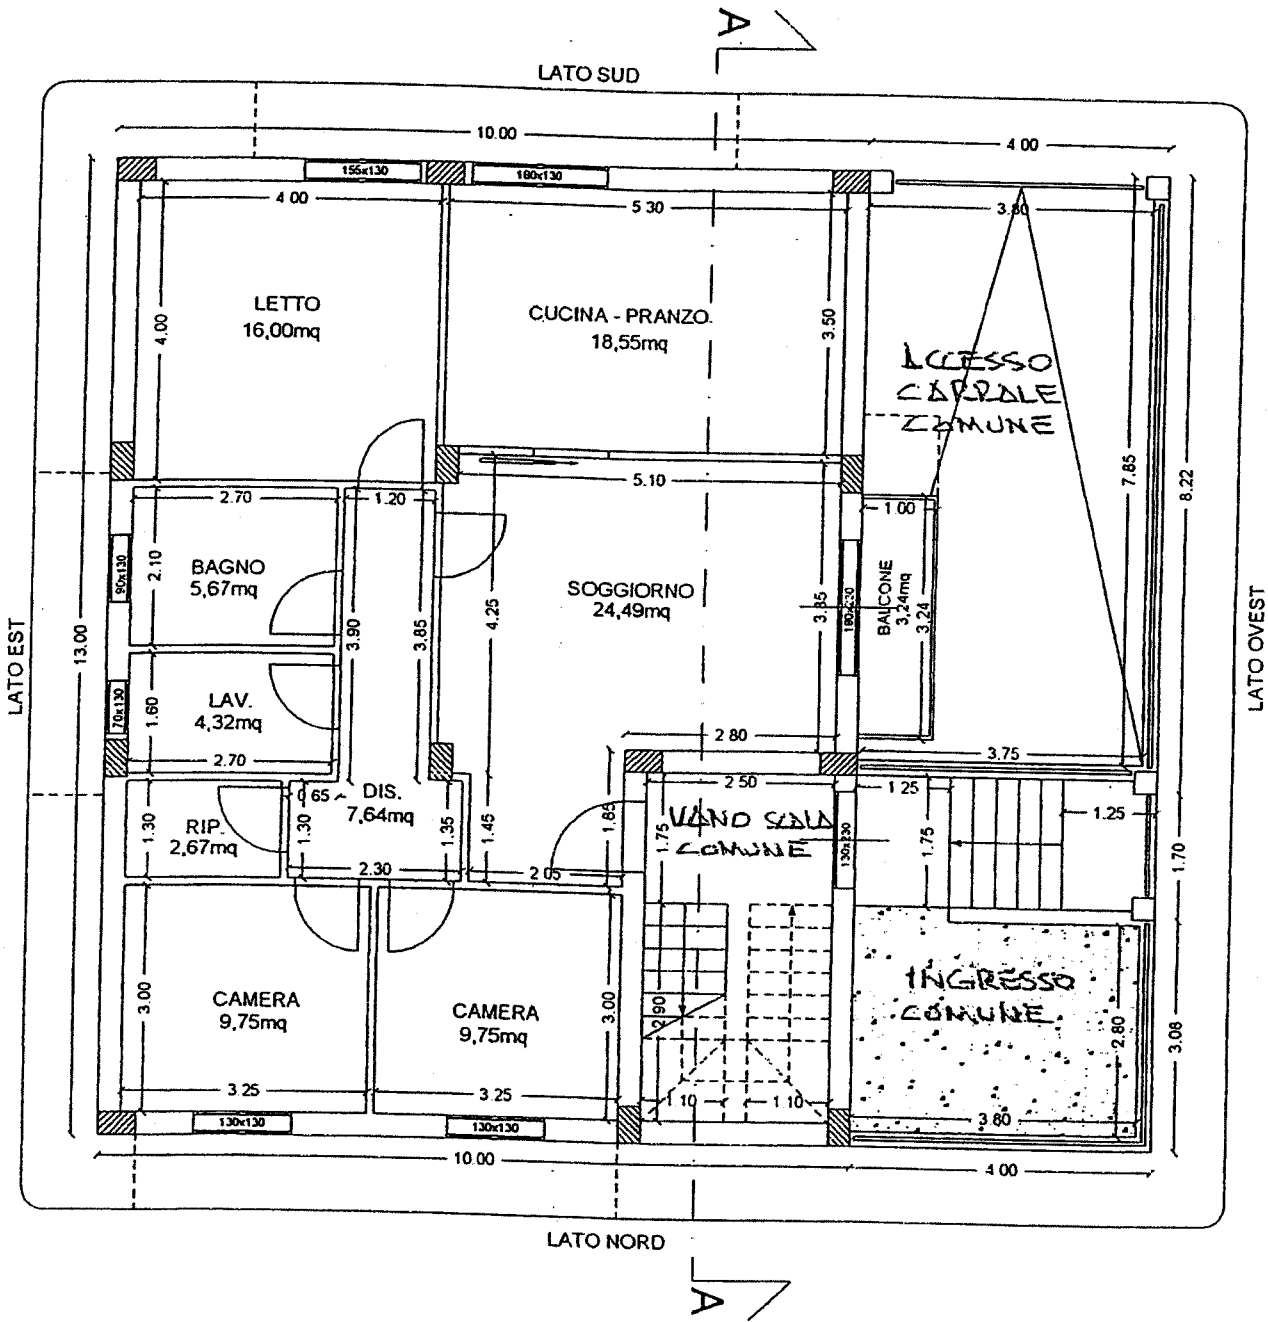 A
LATO SUD
10.00
4.00
155x130
180x130
4.00
5.30
3.80
LETTO
16,00mq
CUCINA - PRANZO
18,55mq
4.00
3.50
ACCESSO
CARRALE
COMUNE
7.85
8.22
5.10
2.70
1.20
1.00
BAGNO
5,67mq
90x130
2.10
SOGGIORNO
24,49mq
BALCONE
3,24mq
3.24
180x230
3.85
4.25
3.90
3.85
13.00
LATO EST
LATO OVEST
LAV.
4,32mq
70x130
1.60
2.70
2.80
3.75
2.50
1.25
1.25
0.65
DIS.
7,64mq
RIP.
2,67mq
1.30
1.30
1.35
1.45
1.85
1.75
VANO SCALA
COMUNE
130x230
1.75
1.70
2.30
2.05
CAMERA
9,75mq
CAMERA
9,75mq
3.00
3.00
2.90
INGRESSO
COMUNE
2.80
3.08
3.25
3.25
1.10
1.10
3.60
130x130
130x130
10.00
4.00
LATO NORD
A